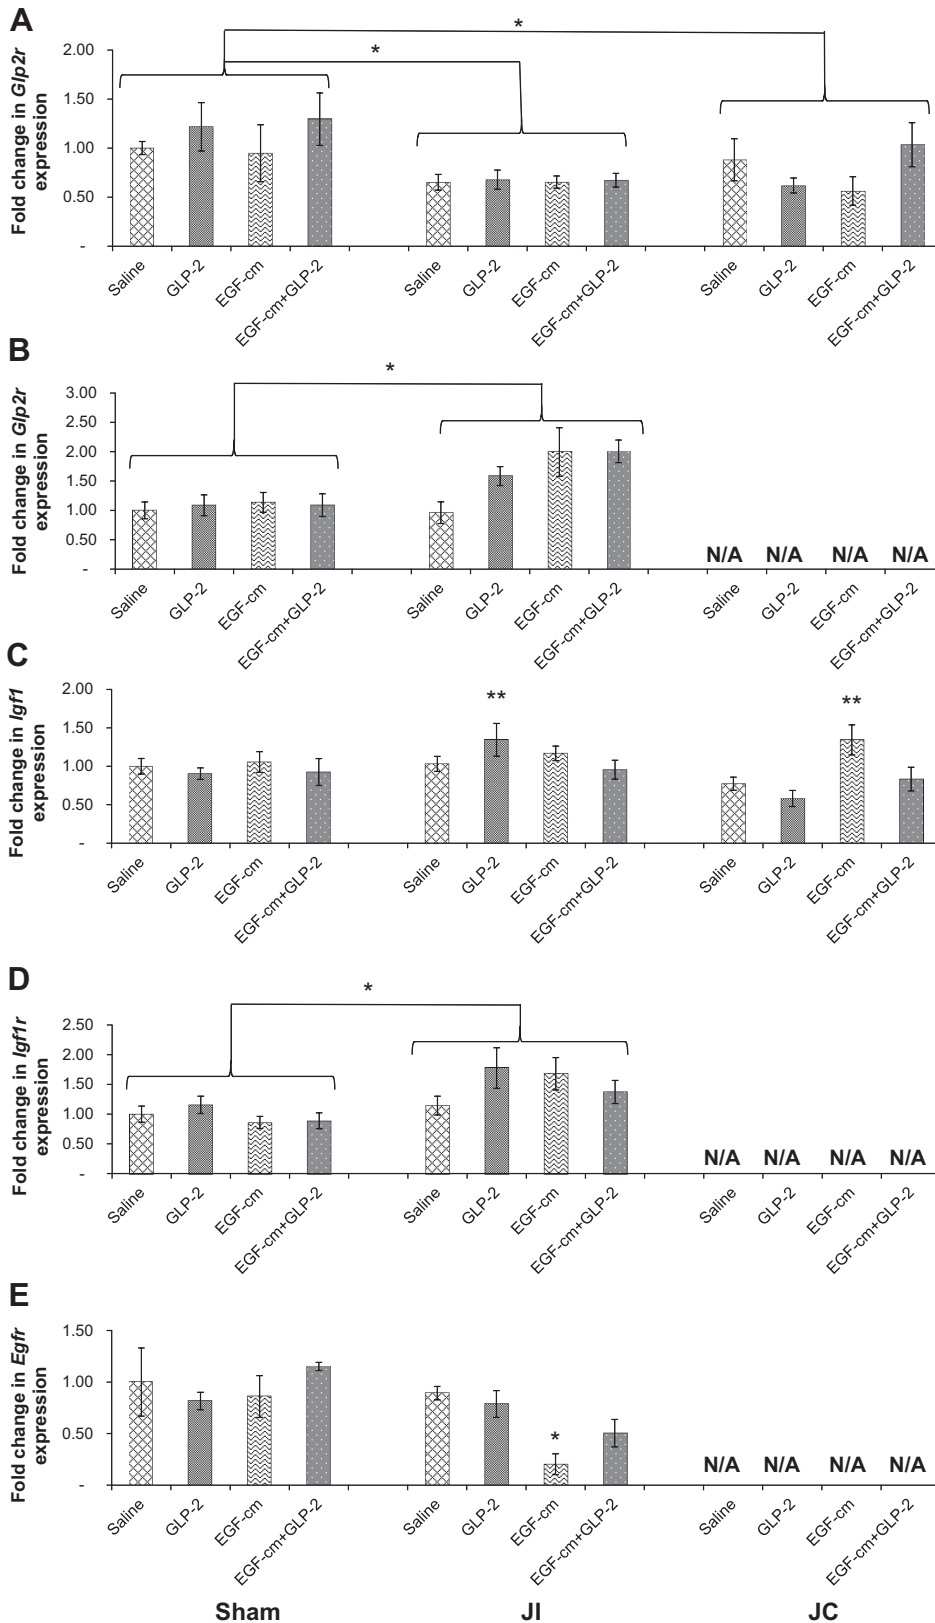 A
*
*
Fold change in Glp2r
expression
2.00
1.50
1.00
0.50
-
Saline
GLP-2
EGF-cm
EGF-cm+GLP-2
Saline
GLP-2
EGF-cm
EGF-cm+GLP-2
Saline
GLP-2
EGF-cm
EGF-cm+GLP-2
B
*
Fold change in Glp2r
expression
3.00
2.50
2.00
1.50
1.00
0.50
-
N/A N/A N/A N/A
Saline
GLP-2
EGF-cm
EGF-cm+GLP-2
Saline
GLP-2
EGF-cm
EGF-cm+GLP-2
Saline
GLP-2
EGF-cm
EGF-cm+GLP-2
C
Fold change in Igf1
expression
2.00
1.50
1.00
0.50
-
** **
Saline
GLP-2
EGF-cm
EGF-cm+GLP-2
Saline
GLP-2
EGF-cm
EGF-cm+GLP-2
Saline
GLP-2
EGF-cm
EGF-cm+GLP-2
D
*
Fold change in Igf1r
expression
2.50
2.00
1.50
1.00
0.50
-
N/A N/A N/A N/A
Saline
GLP-2
EGF-cm
EGF-cm+GLP-2
Saline
GLP-2
EGF-cm
EGF-cm+GLP-2
Saline
GLP-2
EGF-cm
EGF-cm+GLP-2
E
Fold change in Egfr
expression
1.50
1.00
0.50
-
*
N/A N/A N/A N/A
Saline
GLP-2
EGF-cm
EGF-cm+GLP-2
Saline
GLP-2
EGF-cm
EGF-cm+GLP-2
Saline
GLP-2
EGF-cm
EGF-cm+GLP-2
Sham JI JC